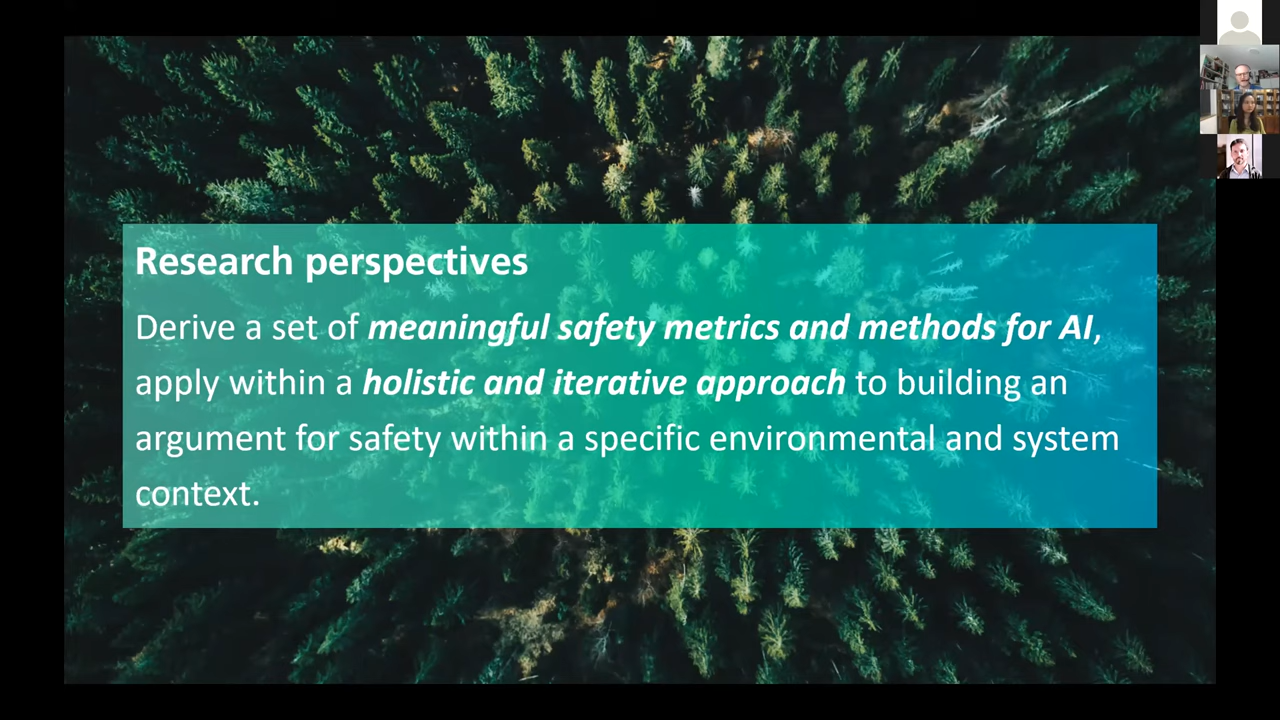 Research perspectives
Derive a set of meaningful safety metrics and methods for AI,
apply within a holistic and iterative approach to building an
argument for safety within a specific environmental and system
context.